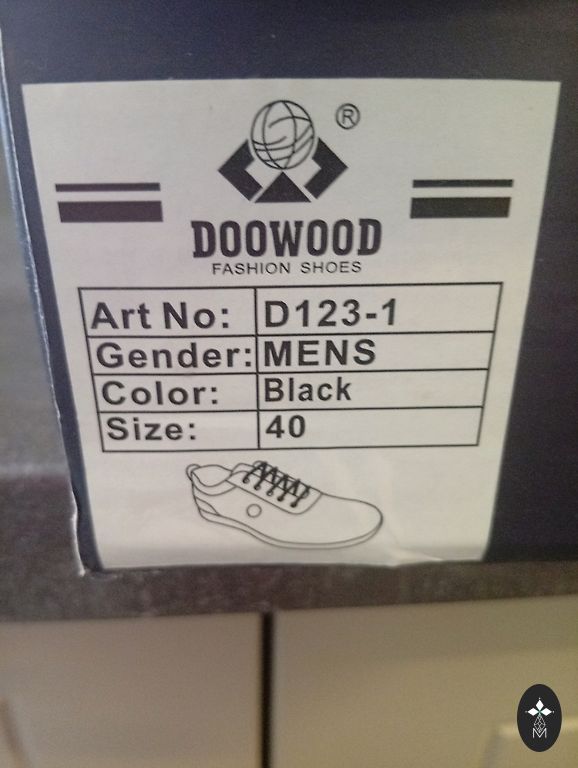 ®
DOOWOOD
FASHION SHOES
Art No: D123-1
Gender: MENS
Color: Black
Size: 40
M